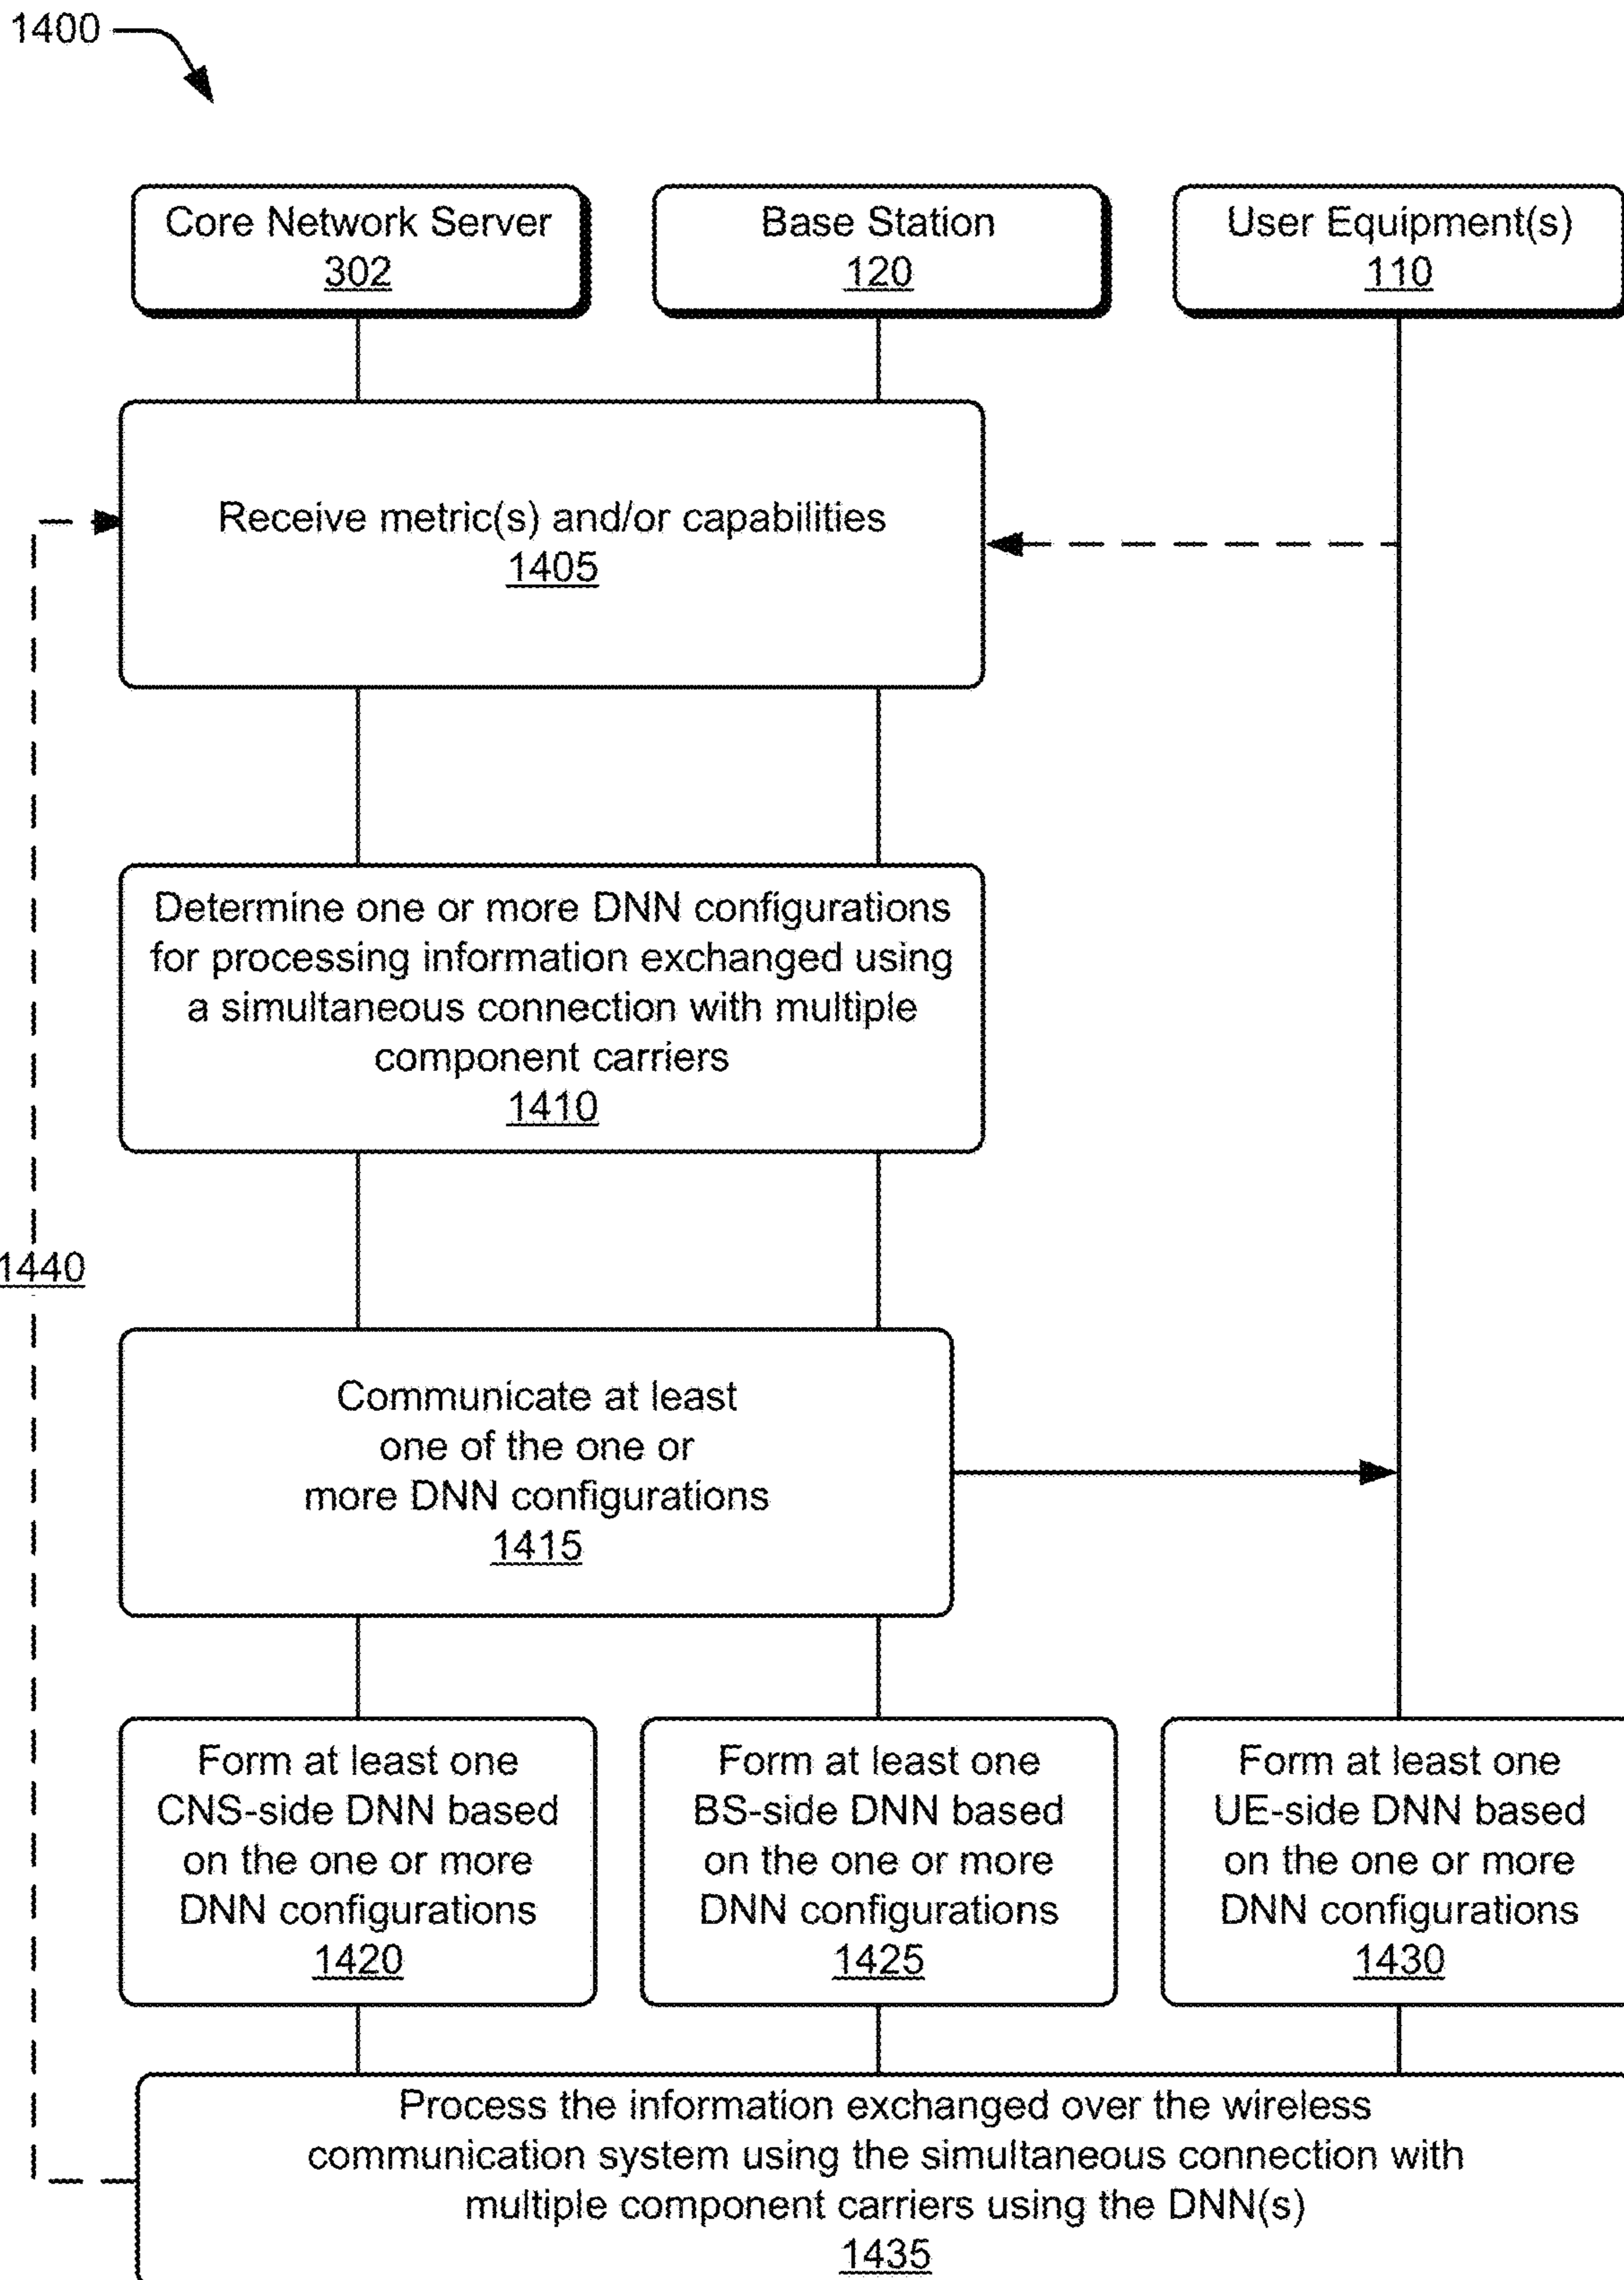 1400
Core Network Server
302
Base Station
120
User Equipment(s)
110
Receive metric(s) and/or capabilities
1405
Determine one or more DNN configurations
for processing information exchanged using
a simultaneous connection with multiple
component carriers
1410
1440
Communicate at least
one of the one or
more DNN configurations
1415
Form at least one
CNS-side DNN based
on the one or more
DNN configurations
1420
Form at least one
BS-side DNN based
on the one or more
DNN configurations
1425
Form at least one
UE-side DNN based
on the one or more
DNN configurations
1430
Process the information exchanged over the wireless
communication system using the simultaneous connection with
multiple component carriers using the DNN(s)
1435